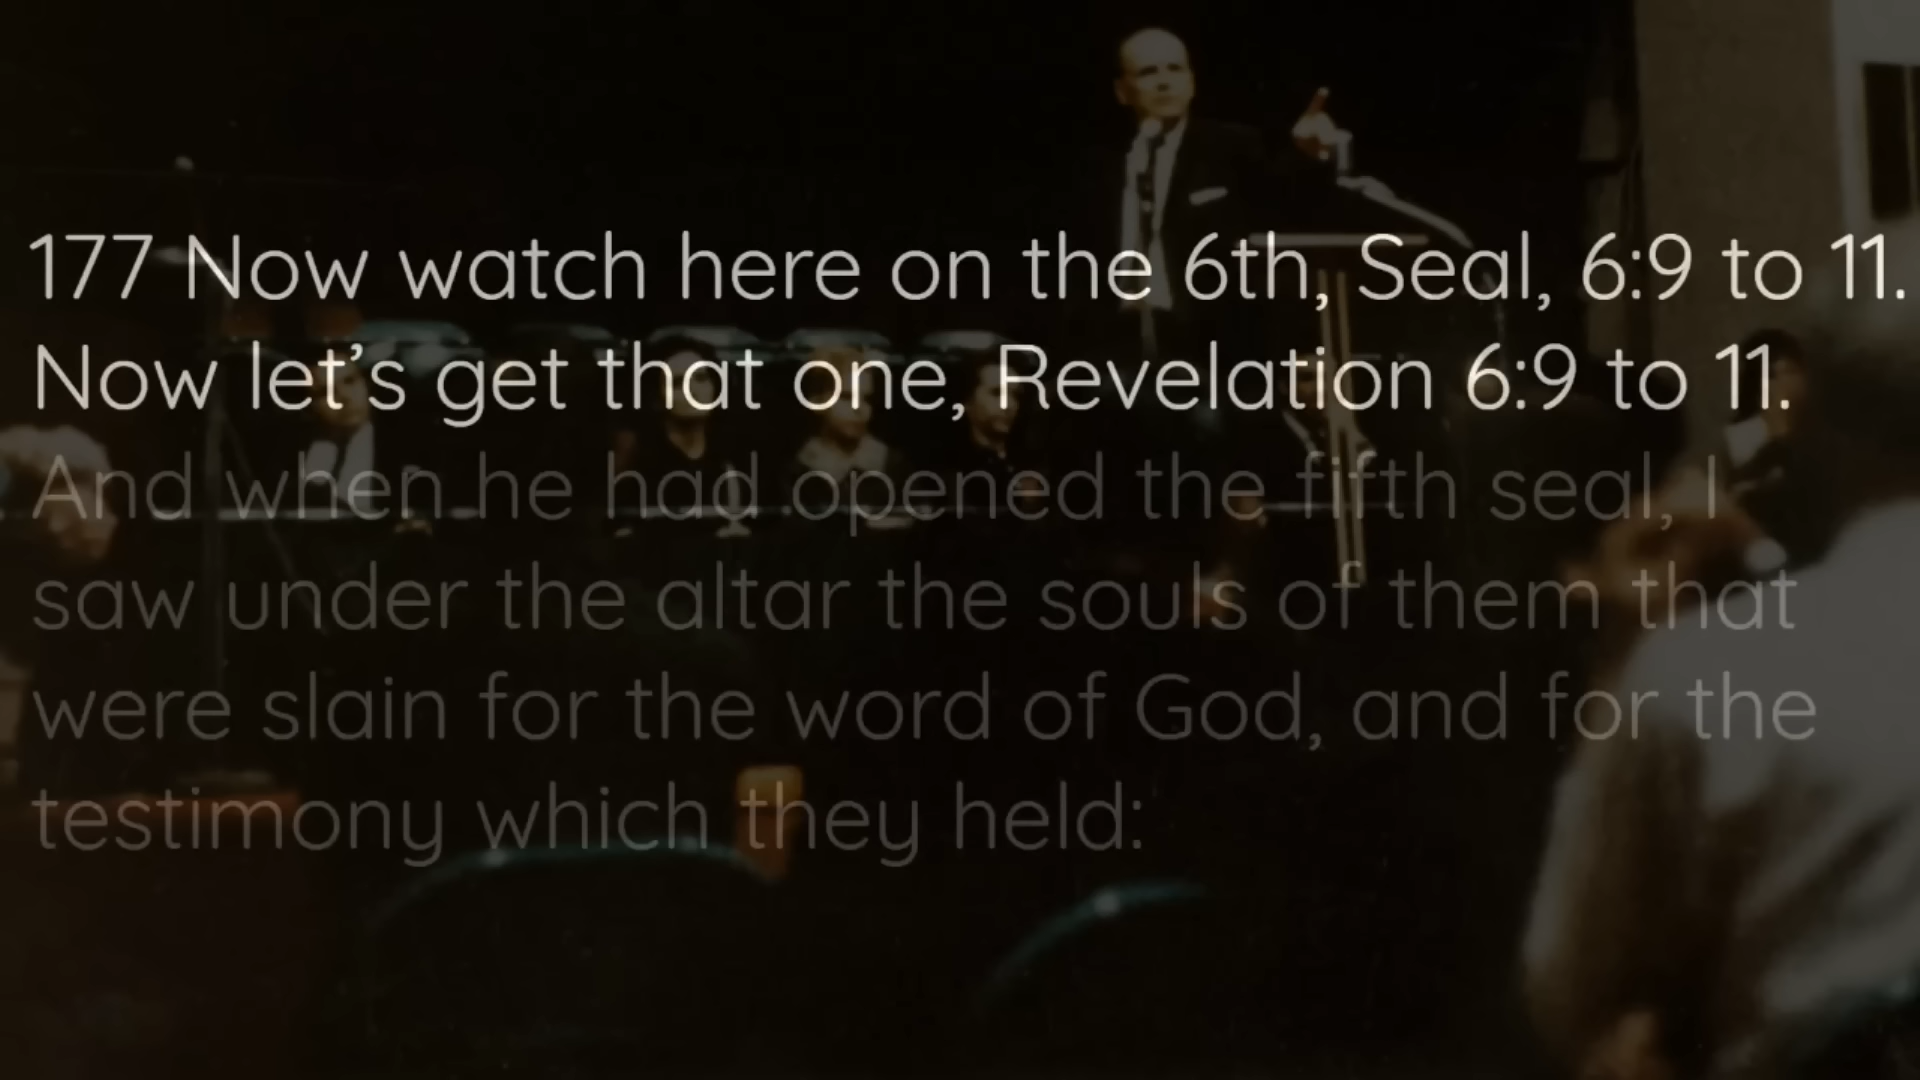 177 Now watch here on the 6th, Seal, 6:9 to 11.
Now let's get that one, Revelation 6:9 to 11.
And when he had opened the fifth seal, I
saw under the altar the souls of them that
were slain for the word of God, and for the
testimony which they held: